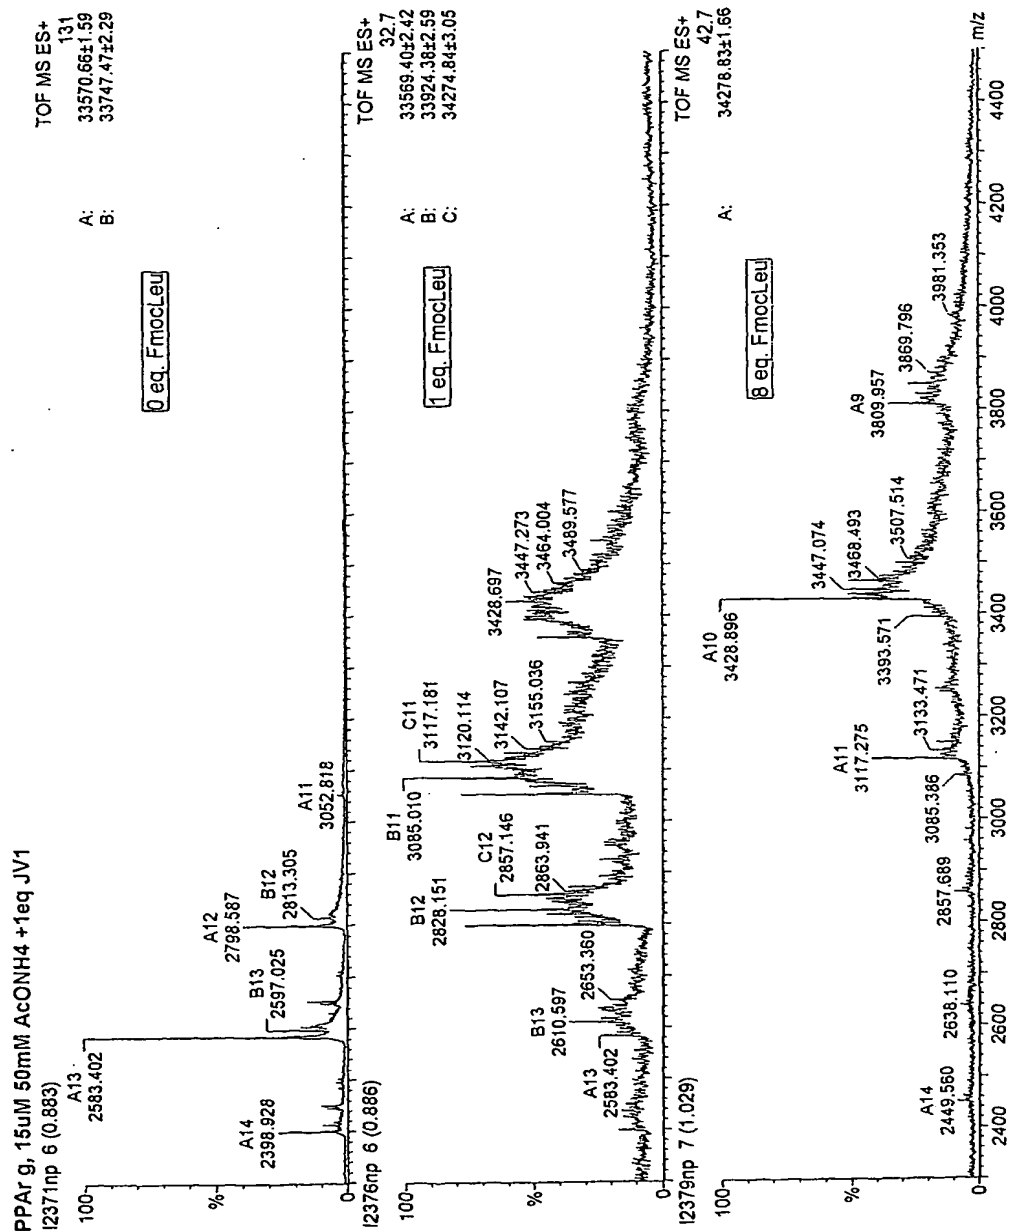 PPAr g, 15uM 50mM AcONH4 +1eq JV1
I2371np 6 (0.883)
TOF MS ES+
131
A: 33570.66±1.59
B: 33747.47±2.29
0 eq. FmocLeu
100
%
0
A14
2398.928
A13
2583.402
B13
2597.025
A12
2798.587
B12
2813.305
A11
3052.818
I2376np 6 (0.886)
TOF MS ES+
32.7
A: 33569.40±2.42
B: 33924.38±2.59
C: 34274.84±3.05
1 eq. FmocLeu
100
%
0
A13
2583.402
B13
2610.597
2653.360
B12
2828.151
C12
2857.146
2863.941
B11
3085.010
C11
3117.181
3120.114
3142.107
3155.036
3428.697
3447.273
3464.004
3489.577
I2379np 7 (1.029)
TOF MS ES+
42.7
A: 34278.83±1.66
8 eq. FmocLeu
100
%
0
A14
2449.560
2638.110
2857.689
3085.386
A11
3117.275
3133.471
3393.571
A10
3428.896
3447.074
3468.493
3507.514
A9
3809.957
3869.796
3981.353
2400 2600 2800 3000 3200 3400 3600 3800 4000 4200 4400 m/z